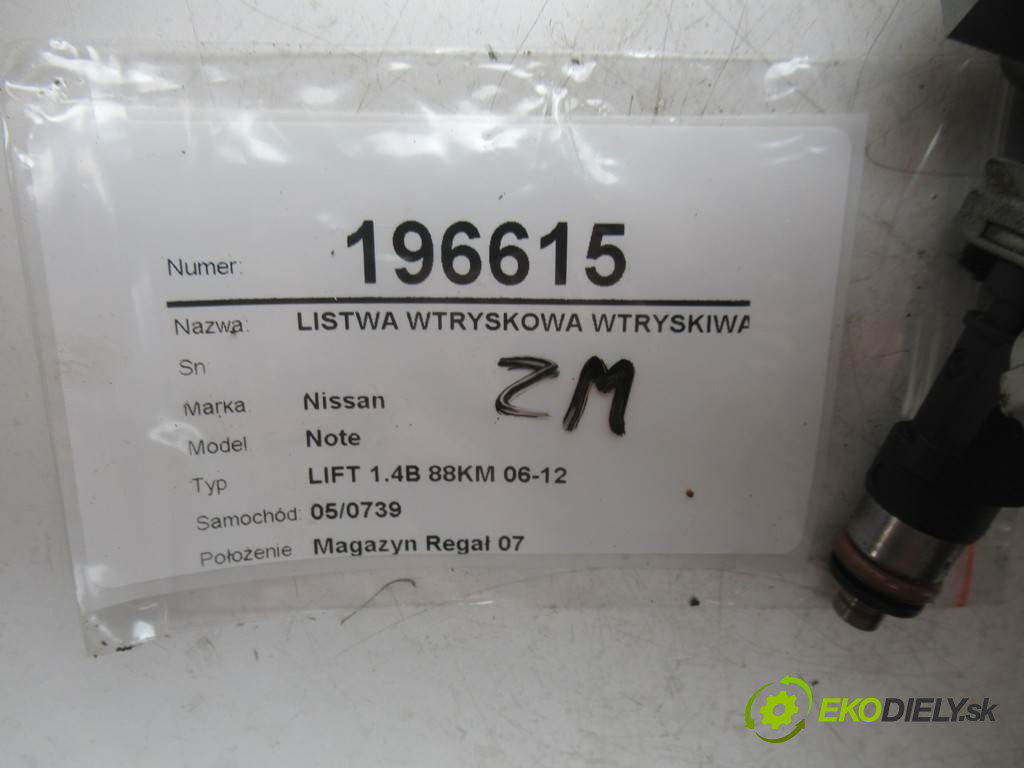 Numer: 196615
Nazwa: LISTWA WTRYSKOWA WTRYSKIWA
Sn
ZM
Marka Nissan
Model Note
Typ LIFT 1.4B 88KM 06-12
Samochód: 05/0739
Położenie Magazyn Regał 07
EKODIELY.sk